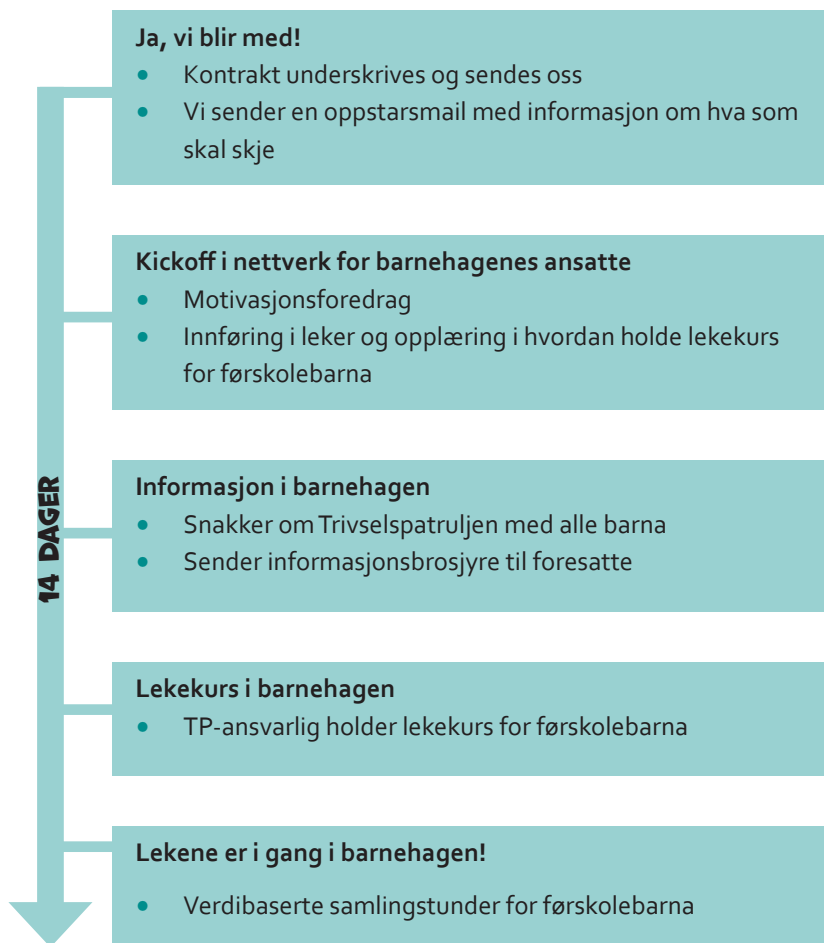 Ja, vi blir med!
• Kontrakt underskrives og sendes oss
• Vi sender en oppstarsmail med informasjon om hva som
skal skje
Kickoff i nettverk for barnehagenes ansatte
• Motivasjonsforedrag
• Innføring i leker og opplæring i hvordan holde lekekurs
for førskolebarna
14 DAGER
Informasjon i barnehagen
• Snakker om Trivselspatruljen med alle barna
• Sender informasjonsbrosjyre til foresatte
Lekekurs i barnehagen
• TP-ansvarlig holder lekekurs for førskolebarna
Lekene er i gang i barnehagen!
• Verdibaserte samlingstunder for førskolebarna